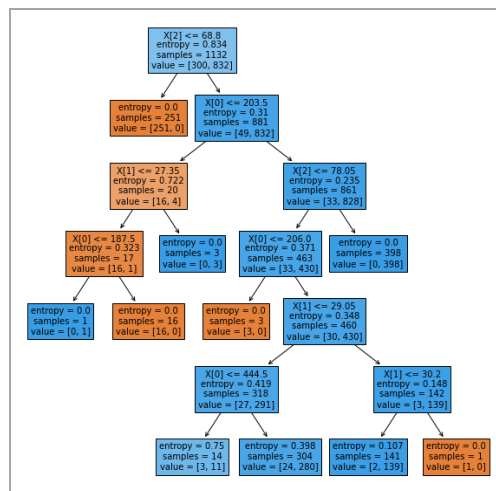 X[2] <= 68.8
entropy = 0.834
samples = 1132
value = [300, 832]
entropy = 0.0
samples = 251
value = [251, 0]
X[0] <= 203.5
entropy = 0.31
samples = 881
value = [49, 832]
X[1] <= 27.35
entropy = 0.722
samples = 20
value = [16, 4]
X[2] <= 78.05
entropy = 0.235
samples = 861
value = [33, 828]
X[0] <= 187.5
entropy = 0.323
samples = 17
value = [16, 1]
entropy = 0.0
samples = 3
value = [0, 3]
X[0] <= 206.0
entropy = 0.371
samples = 463
value = [33, 430]
entropy = 0.0
samples = 398
value = [0, 398]
entropy = 0.0
samples = 1
value = [0, 1]
entropy = 0.0
samples = 16
value = [16, 0]
entropy = 0.0
samples = 3
value = [3, 0]
X[1] <= 29.05
entropy = 0.348
samples = 460
value = [30, 430]
X[0] <= 444.5
entropy = 0.419
samples = 318
value = [27, 291]
X[1] <= 30.2
entropy = 0.148
samples = 142
value = [3, 139]
entropy = 0.75
samples = 14
value = [3, 11]
entropy = 0.398
samples = 304
value = [24, 280]
entropy = 0.107
samples = 141
value = [2, 139]
entropy = 0.0
samples = 1
value = [1, 0]